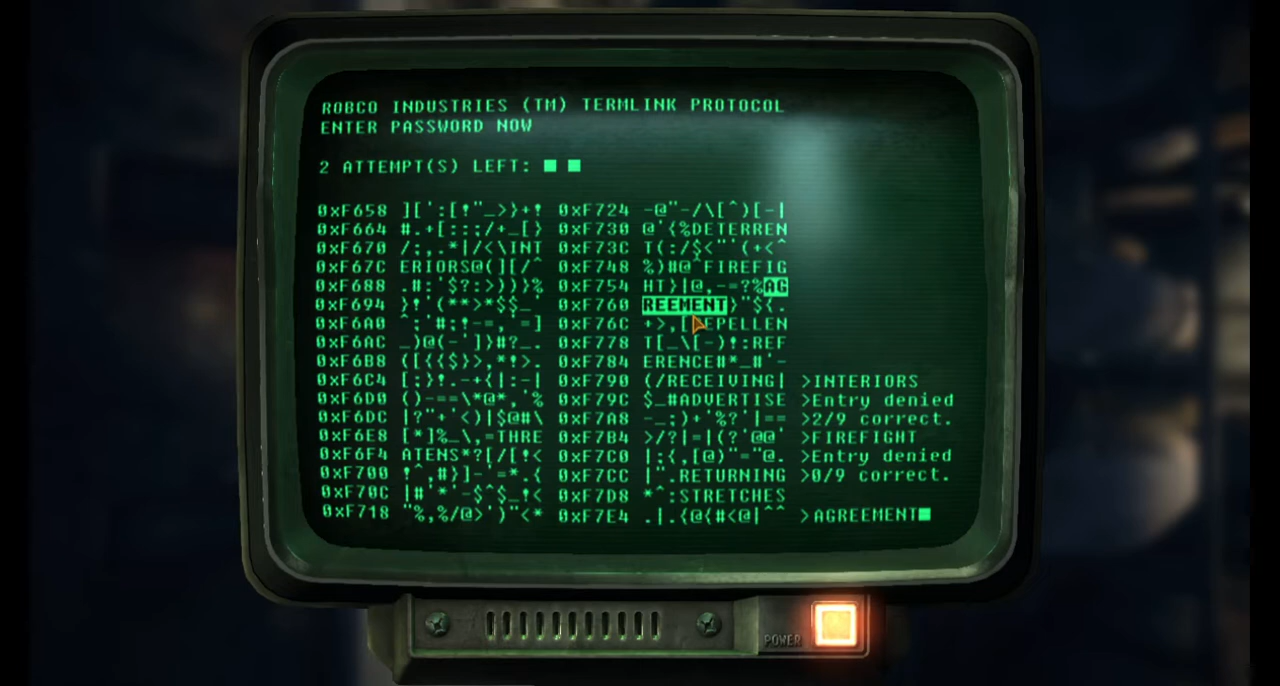 ROBCO INDUSTRIES (TM) TERMLINK PROTOCOL
ENTER PASSWORD NOW
2 ATTEMPT(S) LEFT: ■ ■
0xF658 ][':[!"_>}+! 0xF724 -@"-/\[^)[-|
0xF664 #.+[::;/+_[} 0xF730 @'{%DETERREN
0xF670 /;,.*|/<\INT 0xF73C T(:/$<"'(+<^
0xF67C ERIORS@(][/^ 0xF748 %)#@^FIREFIG
0xF688 .#:'$?:>)}}% 0xF754 HT}|@,-=?%AG
0xF694 }!'(**>*$$_' 0xF760 REEMENT}"${.
0xF6A0 ^;'#;!-=,^=] 0xF76C +>,[REPELLEN
0xF6AC _)@(-']}#?_. 0xF778 T[_\[-)!:REF
0xF6B8 ([{{$}>,*!>. 0xF784 ERENCE#*_#'-
0xF6C4 [;}!.-+{|:-| 0xF790 (/RECEIVING| >INTERIORS
0xF6D0 ()-==\*@*,'% 0xF79C $_#ADVERTISE >Entry denied
0xF6DC |?"+'<)|$@#\ 0xF7A8 -_;)+'%?'|== >2/9 correct.
0xF6E8 [*]%_\,=THRE 0xF7B4 >/?|=|(?'@@' >FIREFIGHT
0xF6F4 ATENS*?[/[!< 0xF7C0 |:{,[@)"="@. >Entry denied
0xF700 !^,#}]-'=*.{ 0xF7CC |".RETURNING >0/9 correct.
0xF70C |#'*'-$^$_!< 0xF7D8 *^:STRETCHES
0xF718 "%,%/@>')"<* 0xF7E4 .|.{@{#<@|^^ >AGREEMENT■
POWER